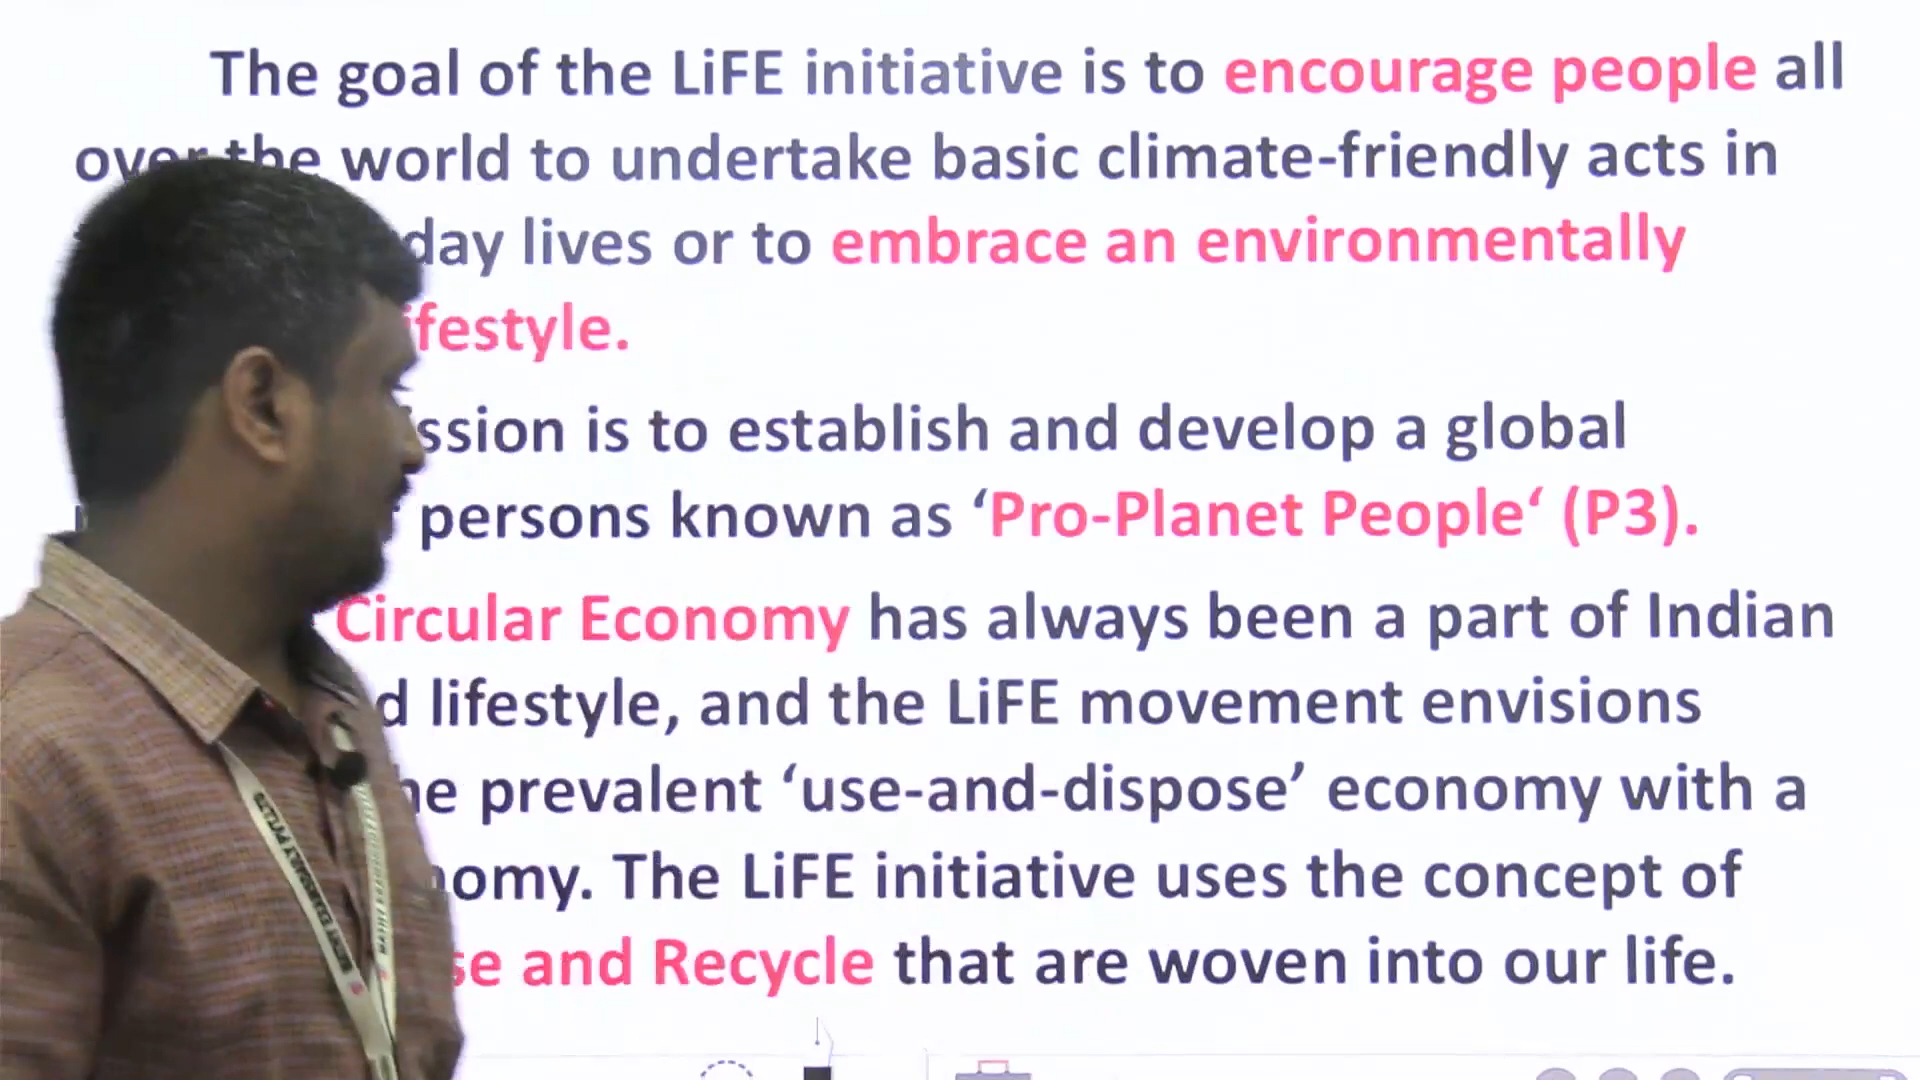 The goal of the LiFE initiative is to encourage people all
over the world to undertake basic climate-friendly acts in
day lives or to embrace an environmentally
ifestyle.
ssion is to establish and develop a global
persons known as ‘Pro-Planet People‘ (P3).
Circular Economy has always been a part of Indian
d lifestyle, and the LiFE movement envisions
he prevalent ‘use-and-dispose’ economy with a
nomy. The LiFE initiative uses the concept of
se and Recycle that are woven into our life.